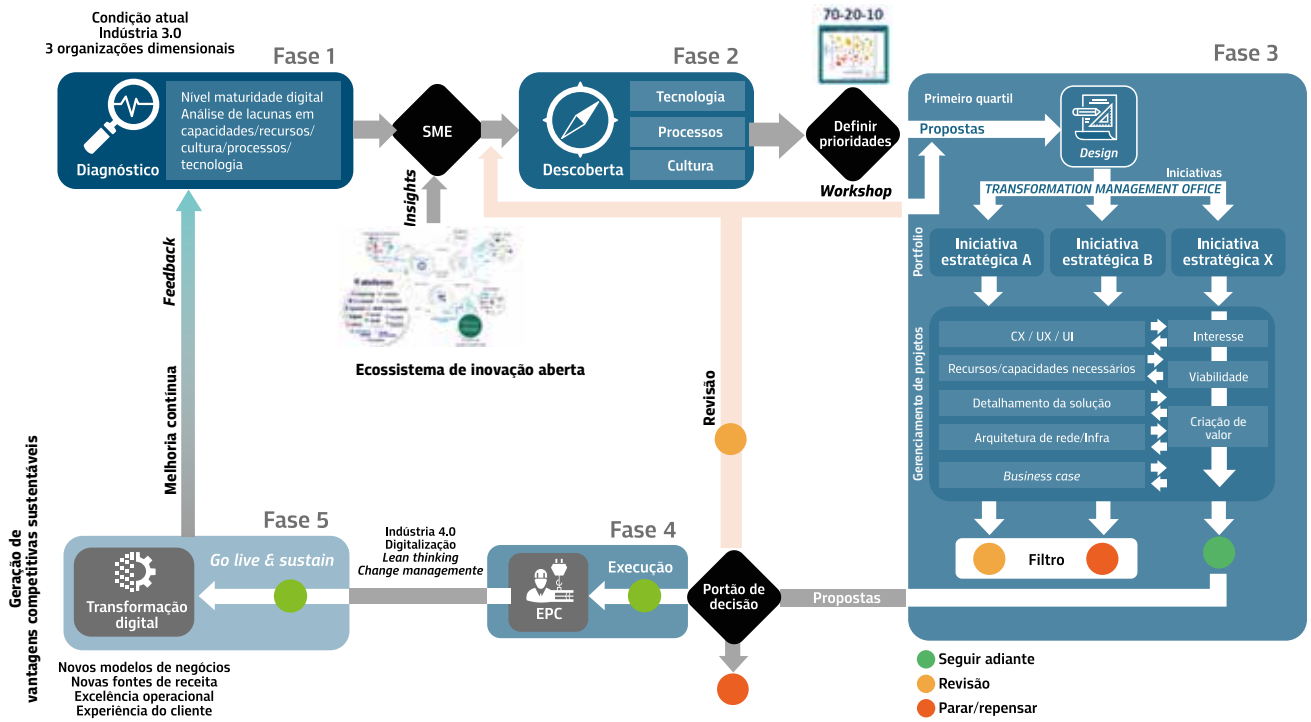 Condição atual
Indústria 3.0
3 organizações dimensionais
Fase 1
Nível maturidade digital
Análise de lacunas em
capacidades/recursos/
cultura/processos/
tecnologia
Diagnóstico
SME
Insights
Ecossistema de inovação aberta
Fase 2
Tecnologia
Processos
Cultura
Descoberta
70-20-10
Definir
prioridades
Workshop
Fase 3
Primeiro quartil
Propostas
Design
Iniciativas
TRANSFORMATION MANAGEMENT OFFICE
Portfolio
Iniciativa
estratégica A
Iniciativa
estratégica B
Iniciativa
estratégica X
Gerenciamento de projetos
CX / UX / UI
Recursos/capacidades necessários
Detalhamento da solução
Arquitetura de rede/Infra
Business case
Interesse
Viabilidade
Criação de
valor
Filtro
Propostas
Portão de
decisão
Revisão
Fase 4
Execução
EPC
Indústria 4.0
Digitalização
Lean thinking
Change managemente
Fase 5
Go live & sustain
Transformação
digital
Melhoria contínua
Feedback
Geração de
vantagens competitivas sustentáveis
Novos modelos de negócios
Novas fontes de receita
Excelência operacional
Experiência do cliente
Seguir adiante
Revisão
Parar/repensar